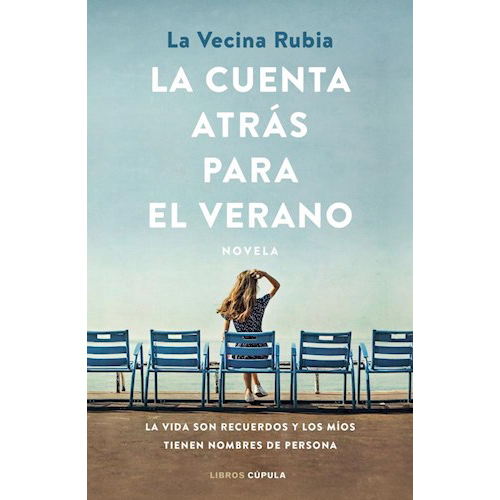 La Vecina Rubia
LA CUENTA
ATRÁS
PARA
EL VERANO
NOVELA
LA VIDA SON RECUERDOS Y LOS MÍOS
TIENEN NOMBRES DE PERSONA
LIBROS CÚPULA